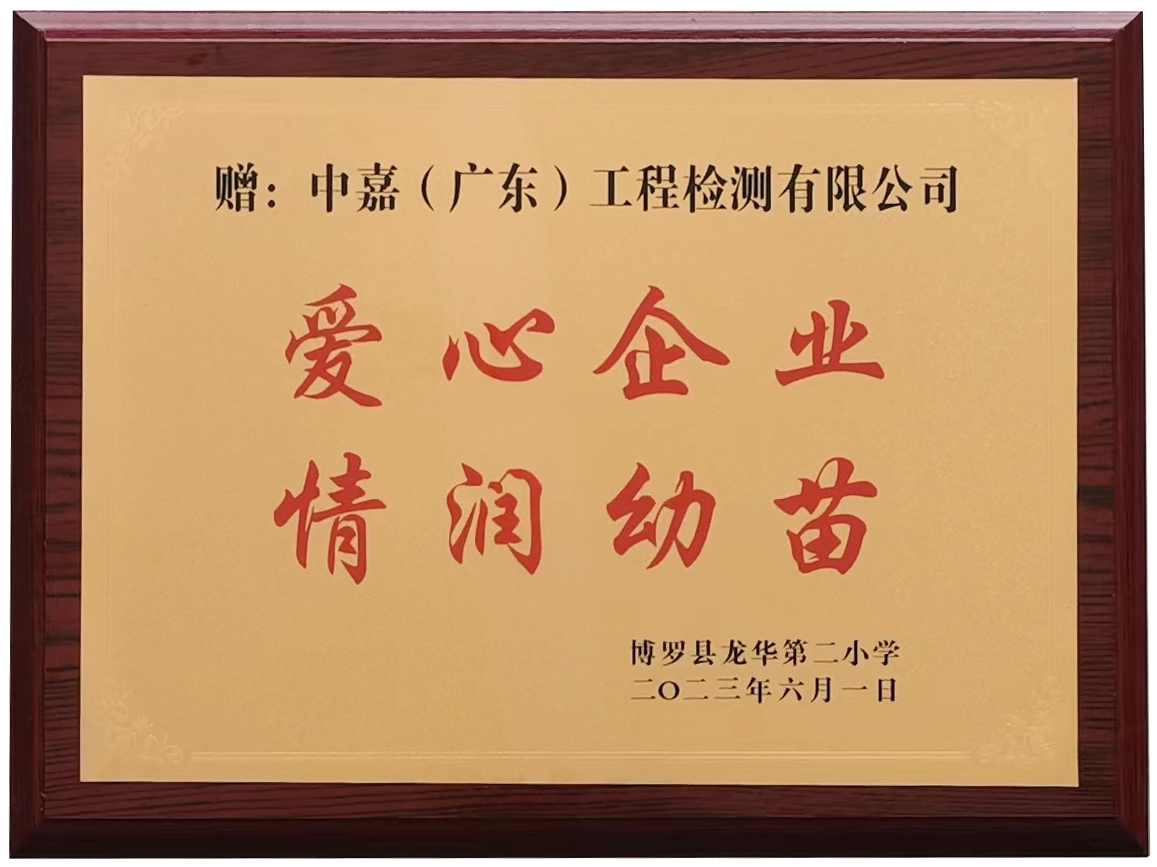 赠：中嘉（广东）工程检测有限公司
爱心企业
情润幼苗
博罗县龙华第二小学
二〇二三年六月一日